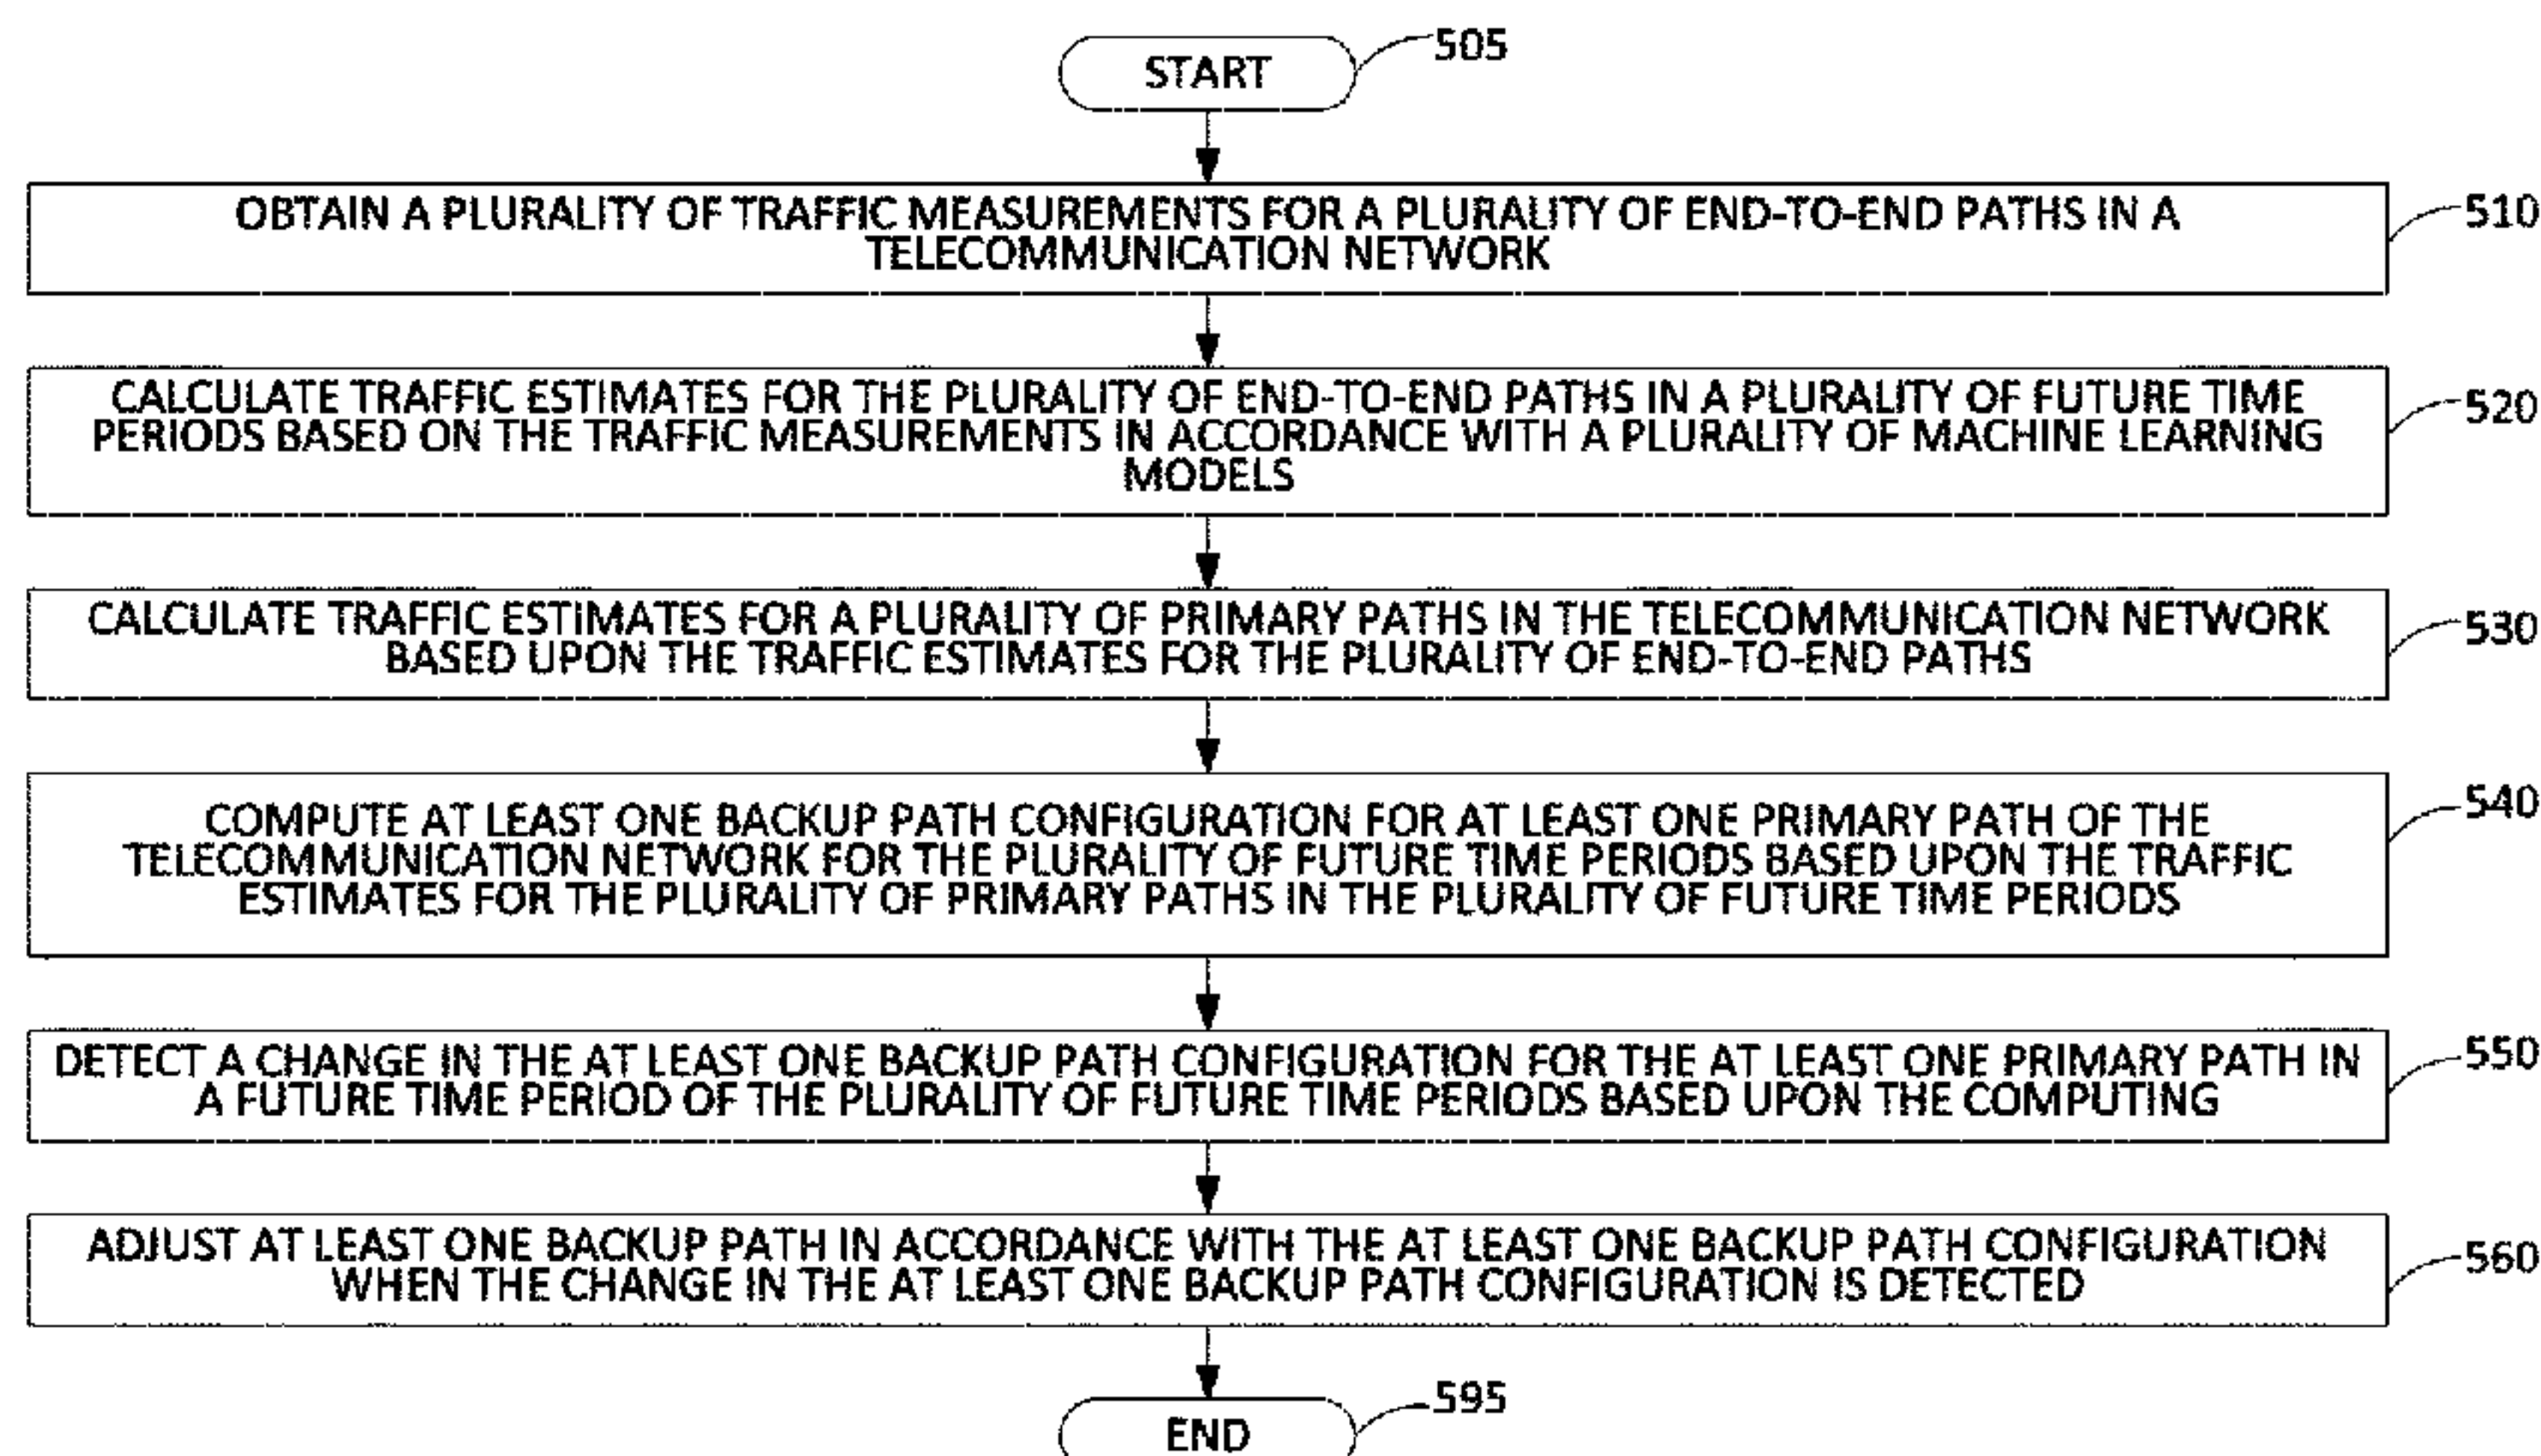 START
505
OBTAIN A PLURALITY OF TRAFFIC MEASUREMENTS FOR A PLURALITY OF END-TO-END PATHS IN A
TELECOMMUNICATION NETWORK
510
CALCULATE TRAFFIC ESTIMATES FOR THE PLURALITY OF END-TO-END PATHS IN A PLURALITY OF FUTURE TIME
PERIODS BASED ON THE TRAFFIC MEASUREMENTS IN ACCORDANCE WITH A PLURALITY OF MACHINE LEARNING
MODELS
520
CALCULATE TRAFFIC ESTIMATES FOR A PLURALITY OF PRIMARY PATHS IN THE TELECOMMUNICATION NETWORK
BASED UPON THE TRAFFIC ESTIMATES FOR THE PLURALITY OF END-TO-END PATHS
530
COMPUTE AT LEAST ONE BACKUP PATH CONFIGURATION FOR AT LEAST ONE PRIMARY PATH OF THE
TELECOMMUNICATION NETWORK FOR THE PLURALITY OF FUTURE TIME PERIODS BASED UPON THE TRAFFIC
ESTIMATES FOR THE PLURALITY OF PRIMARY PATHS IN THE PLURALITY OF FUTURE TIME PERIODS
540
DETECT A CHANGE IN THE AT LEAST ONE BACKUP PATH CONFIGURATION FOR THE AT LEAST ONE PRIMARY PATH IN
A FUTURE TIME PERIOD OF THE PLURALITY OF FUTURE TIME PERIODS BASED UPON THE COMPUTING
550
ADJUST AT LEAST ONE BACKUP PATH IN ACCORDANCE WITH THE AT LEAST ONE BACKUP PATH CONFIGURATION
WHEN THE CHANGE IN THE AT LEAST ONE BACKUP PATH CONFIGURATION IS DETECTED
560
END
595